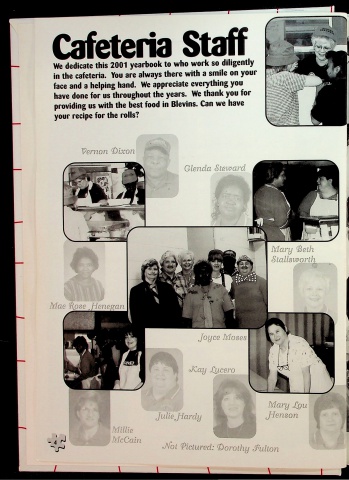 Cafeteria Staff
We dedicate this 2001 yearbook to who work so diligently
in the cafeteria. You are always there with a smile on your
face and a helping hand. We appreciate everything you
have done for us throughout the years. We thank you for
providing us with the best food in Blevins. Can we have
your recipe for the rolls?
Vernon Dixon
Glenda Steward
Mary Beth
Stallsworth
Mae Rose Henegan
Joyce Moses
Kay Lucero
Julie Hardy
Mary Lou
Henson
Millie
McCain
Not Pictured: Dorothy Fulton